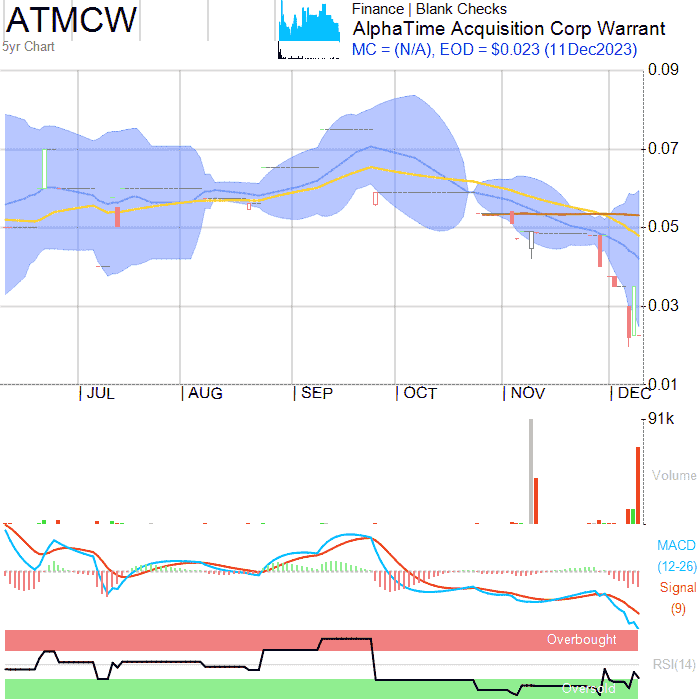 ATMCW
5yr Chart
Finance | Blank Checks
AlphaTime Acquisition Corp Warrant
MC = (N/A), EOD = $0.023 (11Dec2023)
0.09
0.07
0.05
0.03
0.01
| JUL | AUG | SEP | OCT | NOV | DEC
91k
Volume
MACD
(12-26)
Signal
(9)
Overbought
RSI(14)
Oversold